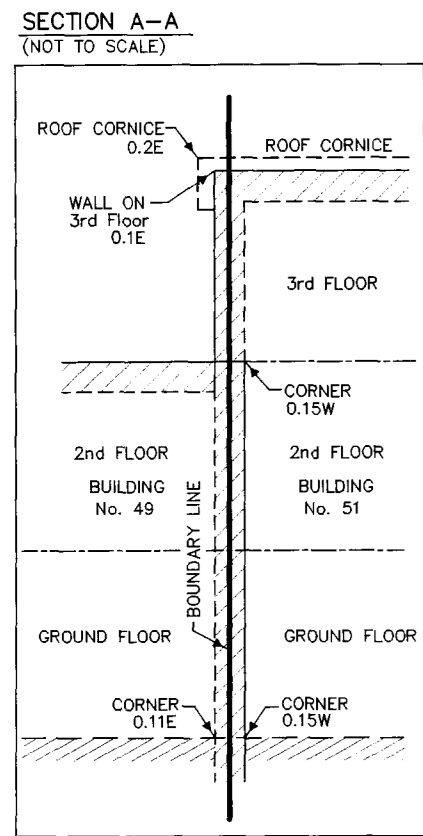 SECTION A–A
(NOT TO SCALE)
ROOF CORNICE
0.2E
ROOF CORNICE
WALL ON
3rd Floor
0.1E
3rd FLOOR
CORNER
0.15W
2nd FLOOR
BUILDING
No. 49
2nd FLOOR
BUILDING
No. 51
BOUNDARY LINE
GROUND FLOOR
GROUND FLOOR
CORNER
0.11E
CORNER
0.15W